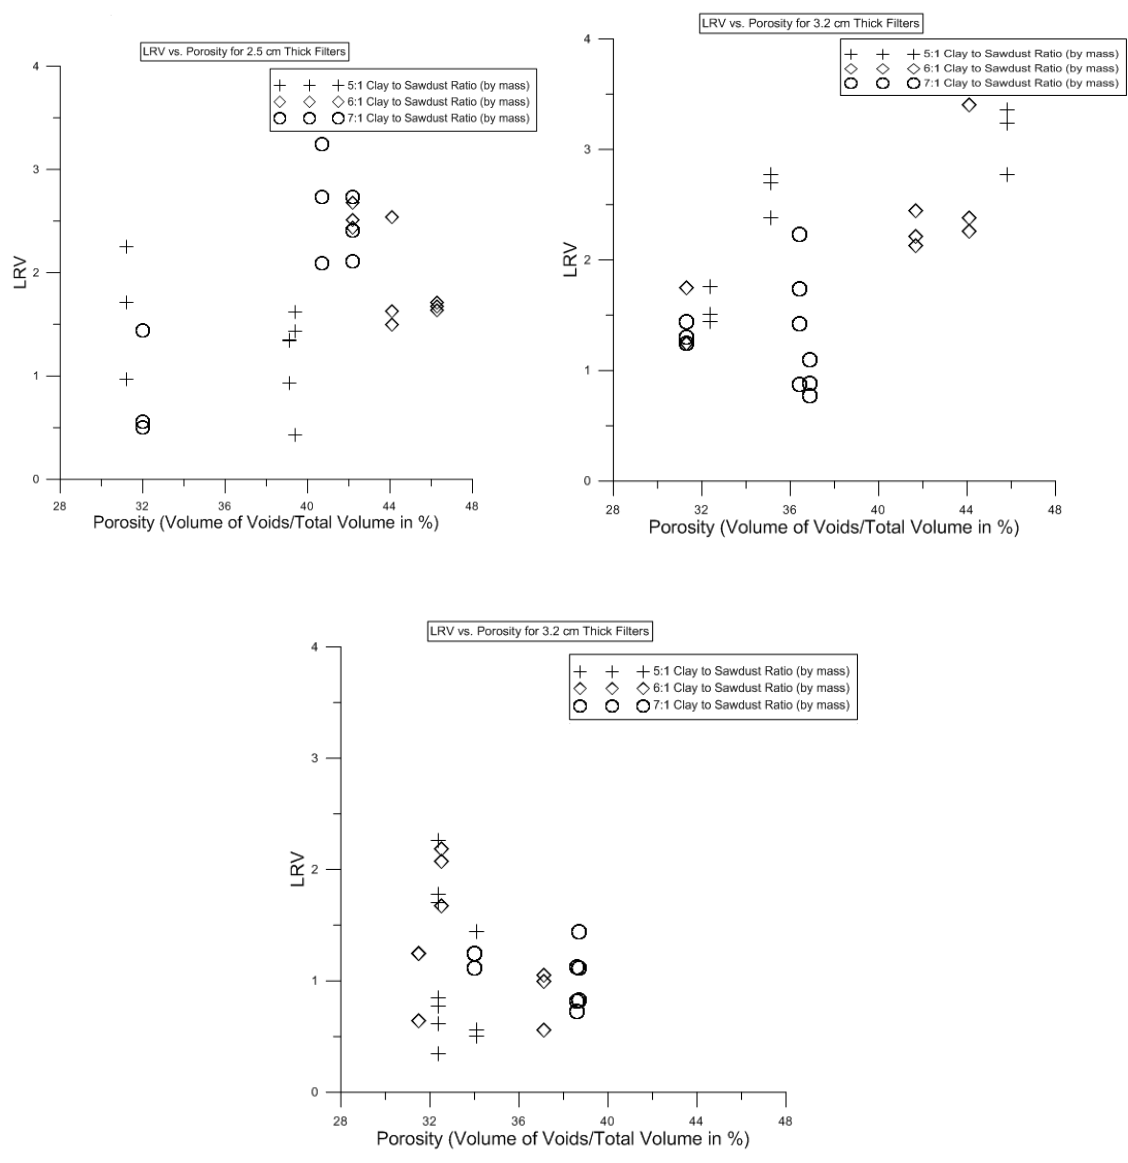 LRV vs. Porosity for 2.5 cm Thick Filters
5:1 Clay to Sawdust Ratio (by mass)
6:1 Clay to Sawdust Ratio (by mass)
7:1 Clay to Sawdust Ratio (by mass)
4
3
2
1
0
LRV
28 32 36 40 44 48
Porosity (Volume of Voids/Total Volume in %)
LRV vs. Porosity for 3.2 cm Thick Filters
5:1 Clay to Sawdust Ratio (by mass)
6:1 Clay to Sawdust Ratio (by mass)
7:1 Clay to Sawdust Ratio (by mass)
4
3
2
1
0
LRV
28 32 36 40 44 48
Porosity (Volume of Voids/Total Volume in %)
LRV vs. Porosity for 3.2 cm Thick Filters
5:1 Clay to Sawdust Ratio (by mass)
6:1 Clay to Sawdust Ratio (by mass)
7:1 Clay to Sawdust Ratio (by mass)
4
3
2
1
0
LRV
28 32 36 40 44 48
Porosity (Volume of Voids/Total Volume in %)